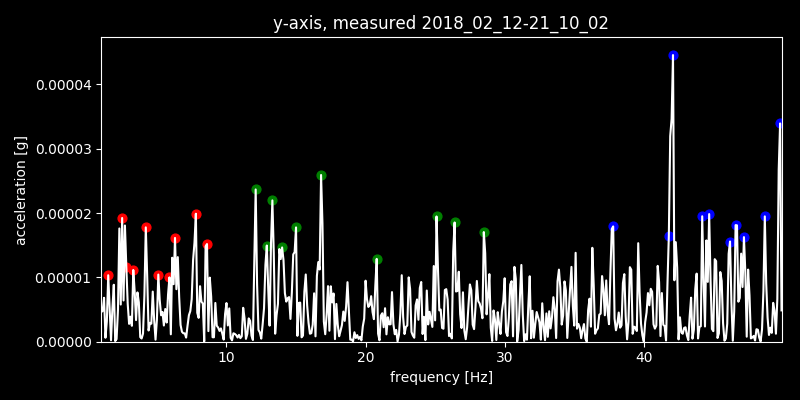 y-axis, measured 2018_02_12-21_10_02
acceleration [g]
0.00004
0.00003
0.00002
0.00001
0.00000
10 20 30 40
frequency [Hz]